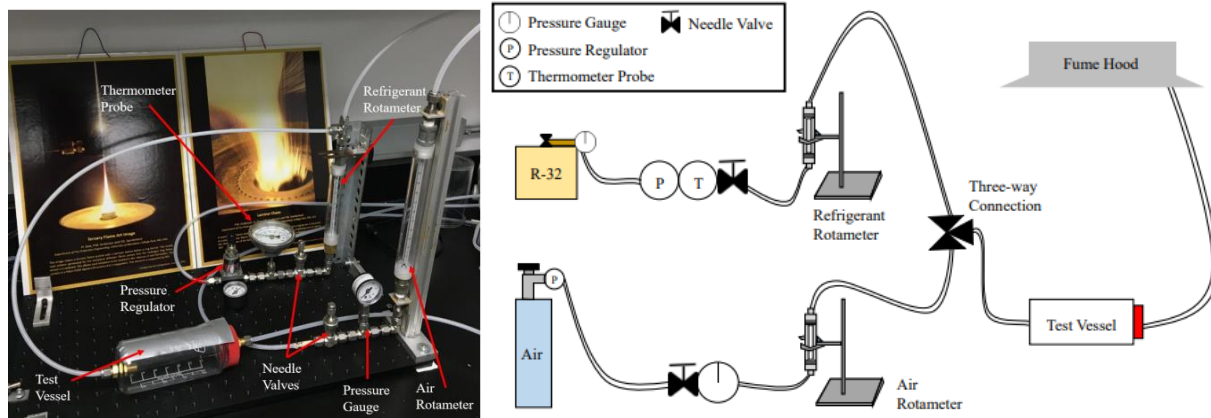 Thermometer
Probe
Refrigerant
Rotameter
Pressure
Regulator
Test
Vessel
Needle
Valves
Pressure
Gauge
Air
Rotameter
Pressure Gauge
Needle Valve
P
Pressure Regulator
T
Thermometer Probe
Fume Hood
R-32
P
T
Refrigerant
Rotameter
Three-way
Connection
P
Air
Test Vessel
Air
Rotameter